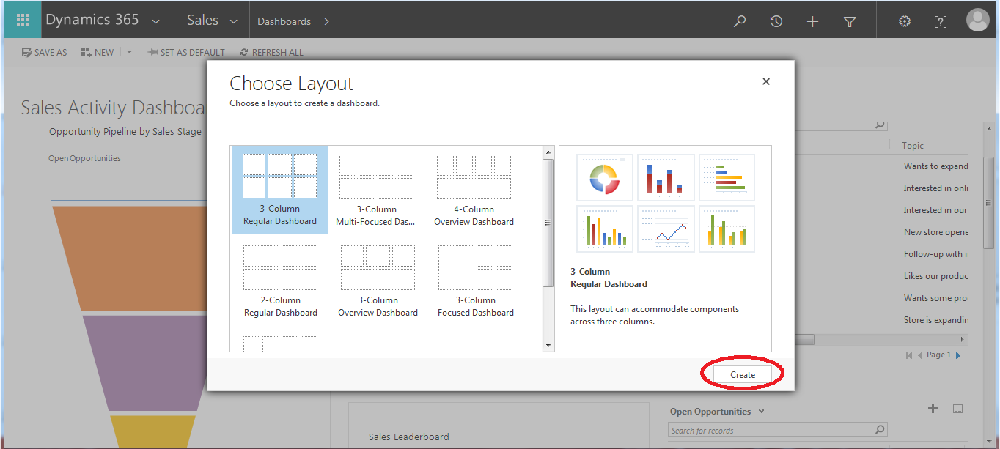 Dynamics 365
Sales
Dashboards
SAVE AS
NEW
SET AS DEFAULT
REFRESH ALL
Sales Activity Dashboa
Opportunity Pipeline by Sales Stage
Open Opportunities
Choose Layout
Choose a layout to create a dashboard.
3-Column
Regular Dashboard
3-Column
Multi-Focused Das...
4-Column
Overview Dashboard
2-Column
Regular Dashboard
3-Column
Overview Dashboard
3-Column
Focused Dashboard
3-Column
Regular Dashboard
This layout can accommodate components
across three columns.
Create
Topic
Wants to expand
Interested in onli
Interested in our
New store opene
Follow-up with i
Likes our produc
Wants some pro
Store is expandin
Page 1
Sales Leaderboard
Open Opportunities
Search for records